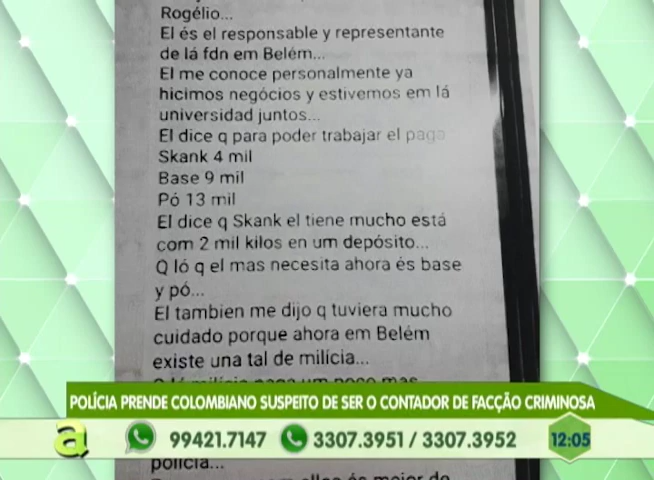 Rogélio...
El és el responsable y representante
de lá fdn em Belém...
El me conoce personalmente ya
hicimos negócios y estivemos em lá
universidad juntos...
El dice q para poder trabajar el paga
Skank 4 mil
Base 9 mil
Pó 13 mil
El dice q Skank el tiene mucho está
com 2 mil kilos en um depósito...
Q ló q el mas necesita ahora és base
y pó...
El tambien me dijo q tuviera mucho
cuidado porque ahora em Belém
existe una tal de milícia...
POLÍCIA PRENDE COLOMBIANO SUSPEITO DE SER O CONTADOR DE FACÇÃO CRIMINOSA
a 99421.7147 3307.3951 / 3307.3952 12:05
policia...